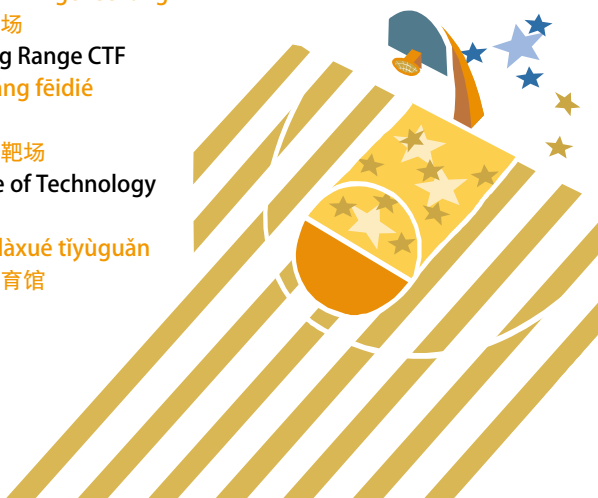 场
g Range CTF
ang fēidié
靶场
e of Technology
dàxué tǐyùguǎn
育馆